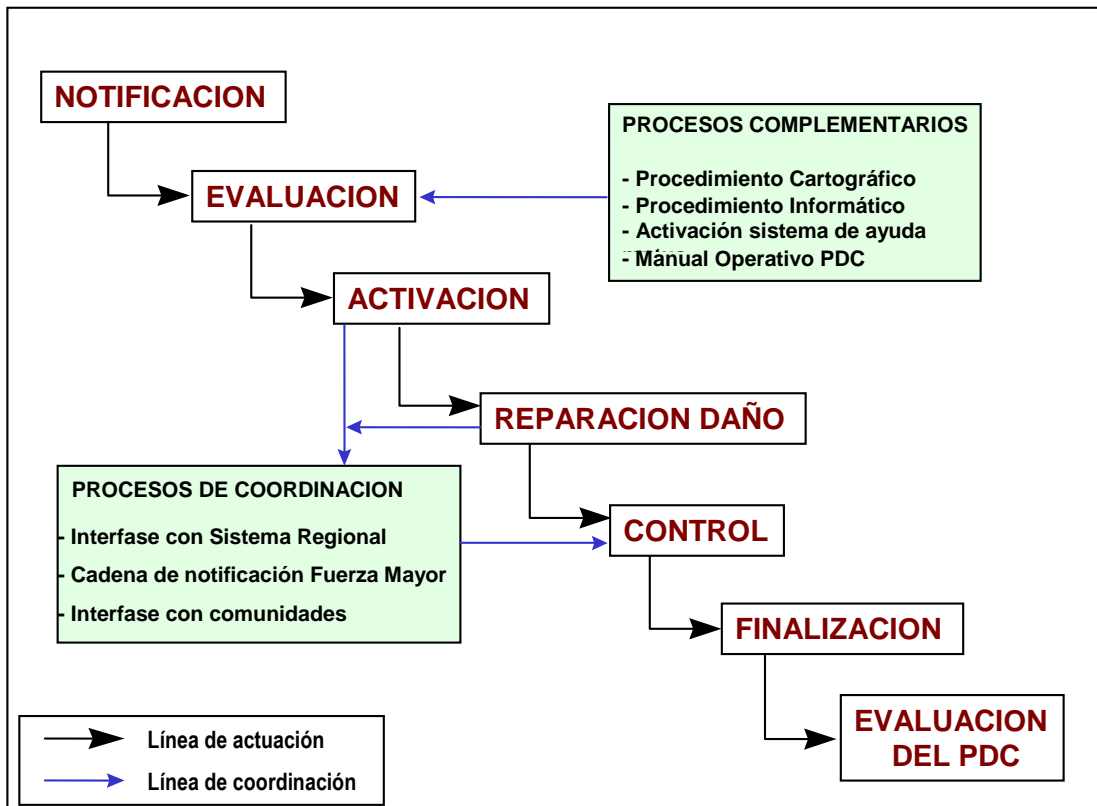 NOTIFICACION
PROCESOS COMPLEMENTARIOS
- Procedimiento Cartográfico
- Procedimiento Informático
- Activación sistema de ayuda
- Manual Operativo PDC
EVALUACION
ACTIVACION
REPARACION DAÑO
PROCESOS DE COORDINACION
- Interfase con Sistema Regional
- Cadena de notificación Fuerza Mayor
- Interfase con comunidades
CONTROL
FINALIZACION
EVALUACION
DEL PDC
Línea de actuación
Línea de coordinación